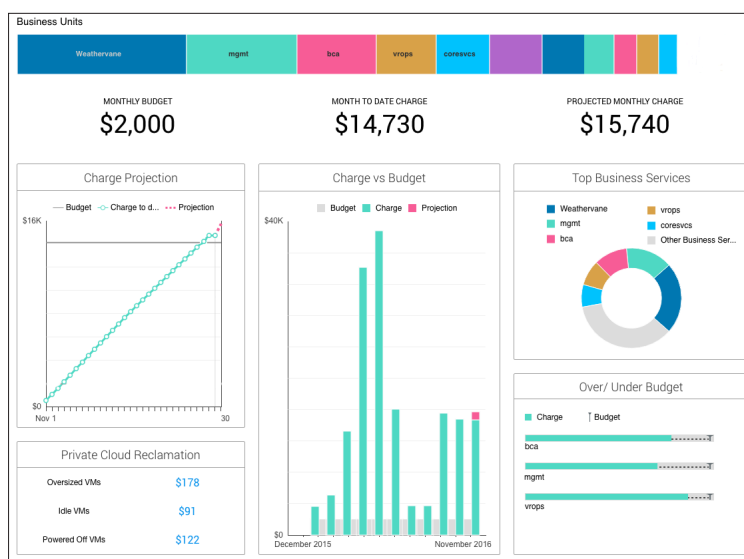 Business Units
Weathervane mgmt bca vrops coresvcs
MONTHLY BUDGET MONTH TO DATE CHARGE PROJECTED MONTHLY CHARGE
$2,000 $14,730 $15,740
Charge Projection
Budget Charge to d... Projection
$16K
$0
Nov 1 30
Private Cloud Reclamation
Oversized VMs $178
Idle VMs $91
Powered Off VMs $122
Charge vs Budget
Budget Charge Projection
$40K
$0
December 2015 November 2016
Top Business Services
Weathervane vrops
mgmt coresvcs
bca Other Business Ser...
Over/ Under Budget
Charge Budget
bca
mgmt
vrops